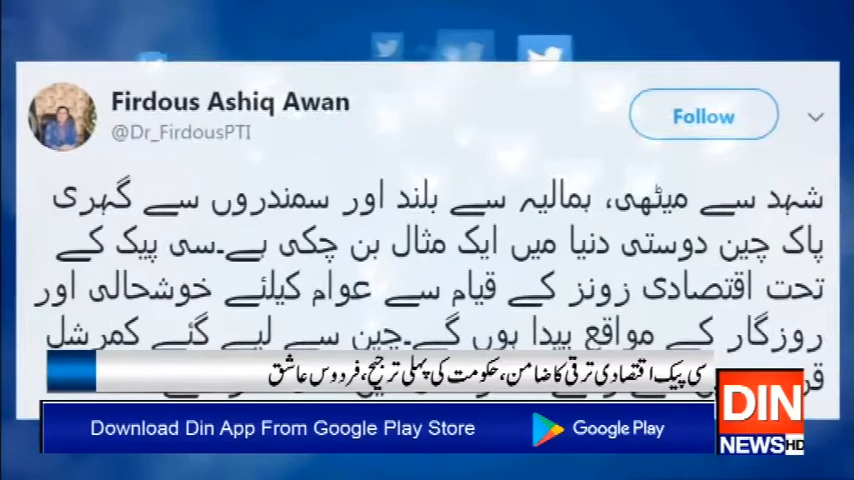 Firdous Ashiq Awan
@Dr_FirdousPTI
Follow
شہد سے میٹھی، ہمالیہ سے بلند اور سمندروں سے گہری
پاک چین دوستی دنیا میں ایک مثال بن چکی ہے۔سی پیک کے
تحت اقتصادی زونز کے قیام سے عوام کیلئے خوشحالی اور
روزگار کے مواقع پیدا ہوں گے۔چین سے لیے گئے کمرشل
سی پیک اقتصادی ترقی کا ضامن، حکومت کی پہلی ترجیح، فردوس عاشق
Download Din App From Google Play Store
Google Play
DIN
NEWS HD